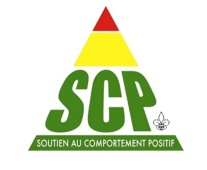 SCP
SOUTIEN AU COMPORTEMENT POSITIF